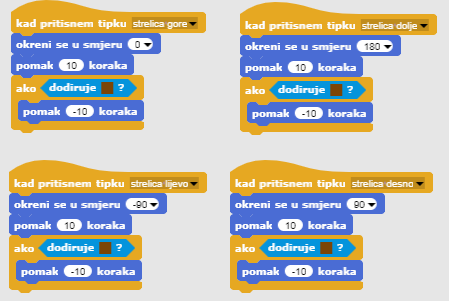 kad pritisnem tipku strelica gore
okreni se u smjeru 0
pomak 10 koraka
ako dodiruje ?
pomak -10 koraka
kad pritisnem tipku strelica dolje
okreni se u smjeru 180
pomak 10 koraka
ako dodiruje ?
pomak -10 koraka
kad pritisnem tipku strelica lijevo
okreni se u smjeru -90
pomak 10 koraka
ako dodiruje ?
pomak -10 koraka
kad pritisnem tipku strelica desno
okreni se u smjeru 90
pomak 10 koraka
ako dodiruje ?
pomak -10 koraka